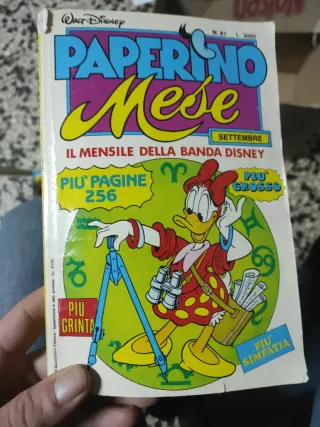 WALT DISNEY
N. 87 L. 3000
PAPERINO
Mese
SETTEMBRE
IL MENSILE DELLA BANDA DISNEY
PIU' PAGINE
256
PIU'
GROSSO
PIU'
GRINTA
PIU'
SIMPATIA